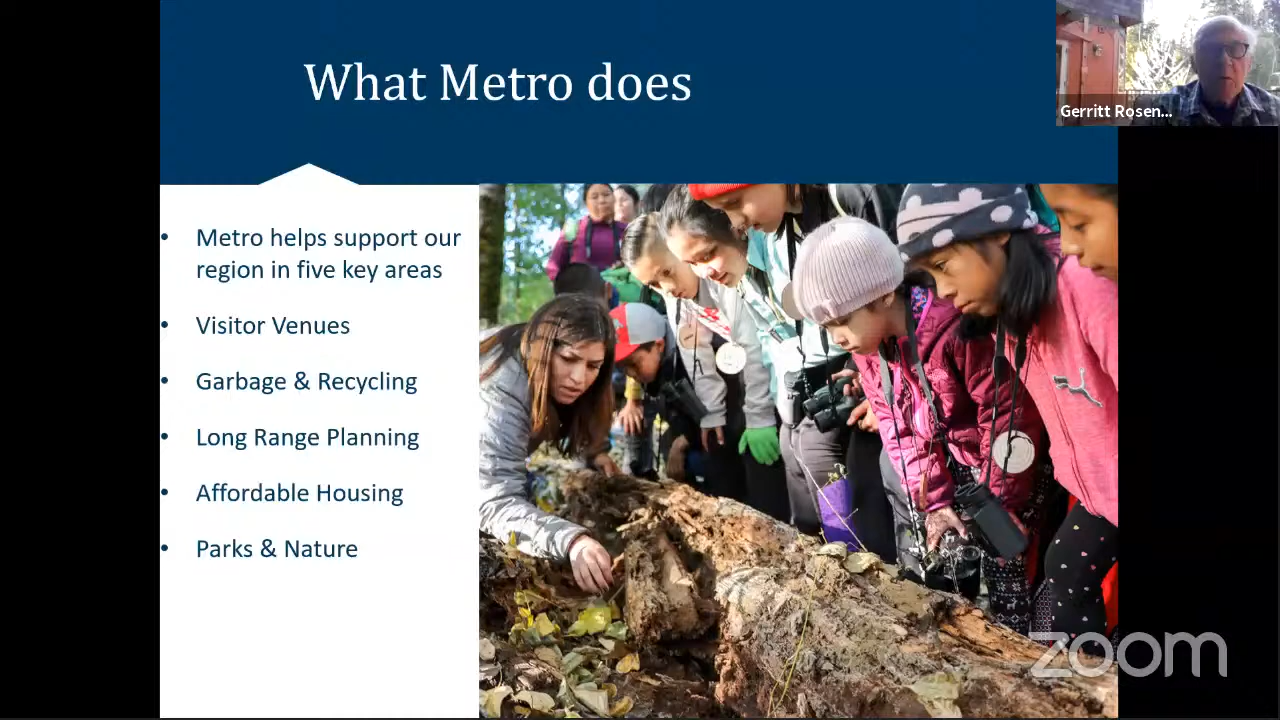 What Metro does
Gerritt Rosen...
• Metro helps support our
region in five key areas
• Visitor Venues
• Garbage & Recycling
• Long Range Planning
• Affordable Housing
• Parks & Nature
zoom